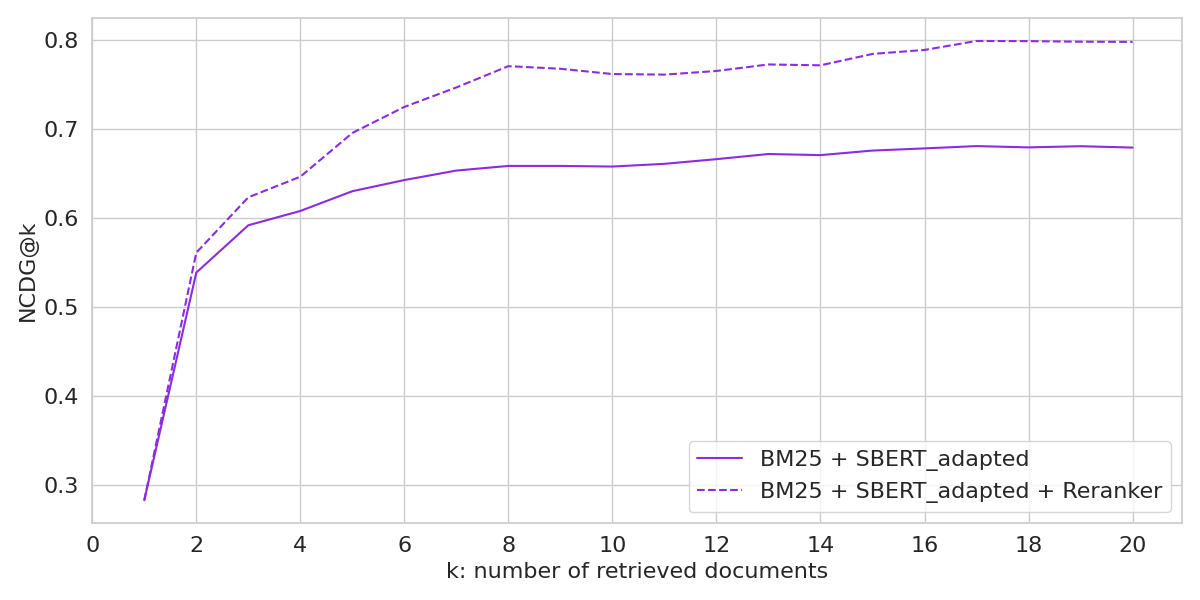 0.8
0.7
0.6
0.5
0.4
0.3
NCDG@k
BM25 + SBERT_adapted
BM25 + SBERT_adapted + Reranker
0 2 4 6 8 10 12 14 16 18 20
k: number of retrieved documents